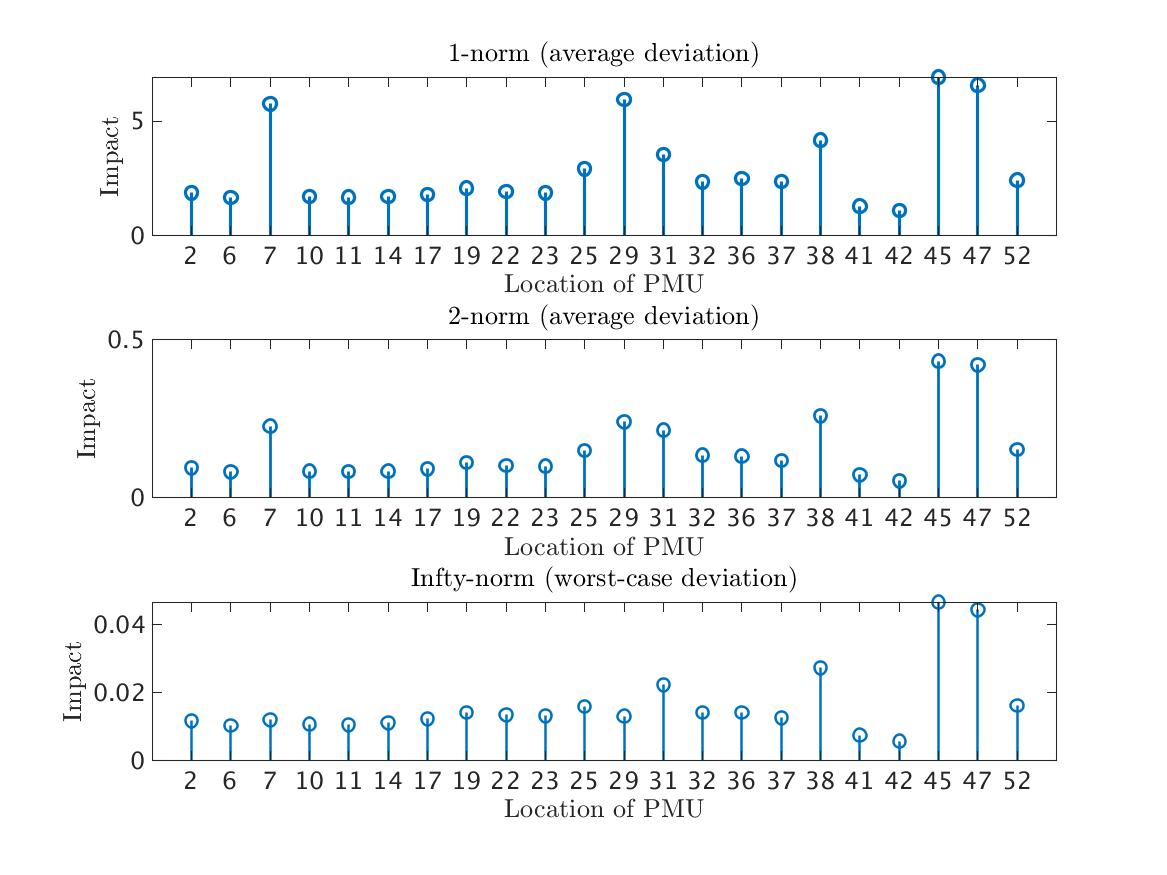 1-norm (average deviation)
5
Impact
0
2 6 7 10 11 14 17 19 22 23 25 29 31 32 36 37 38 41 42 45 47 52
Location of PMU
2-norm (average deviation)
0.5
Impact
0
2 6 7 10 11 14 17 19 22 23 25 29 31 32 36 37 38 41 42 45 47 52
Location of PMU
Infty-norm (worst-case deviation)
0.04
Impact
0.02
0
2 6 7 10 11 14 17 19 22 23 25 29 31 32 36 37 38 41 42 45 47 52
Location of PMU